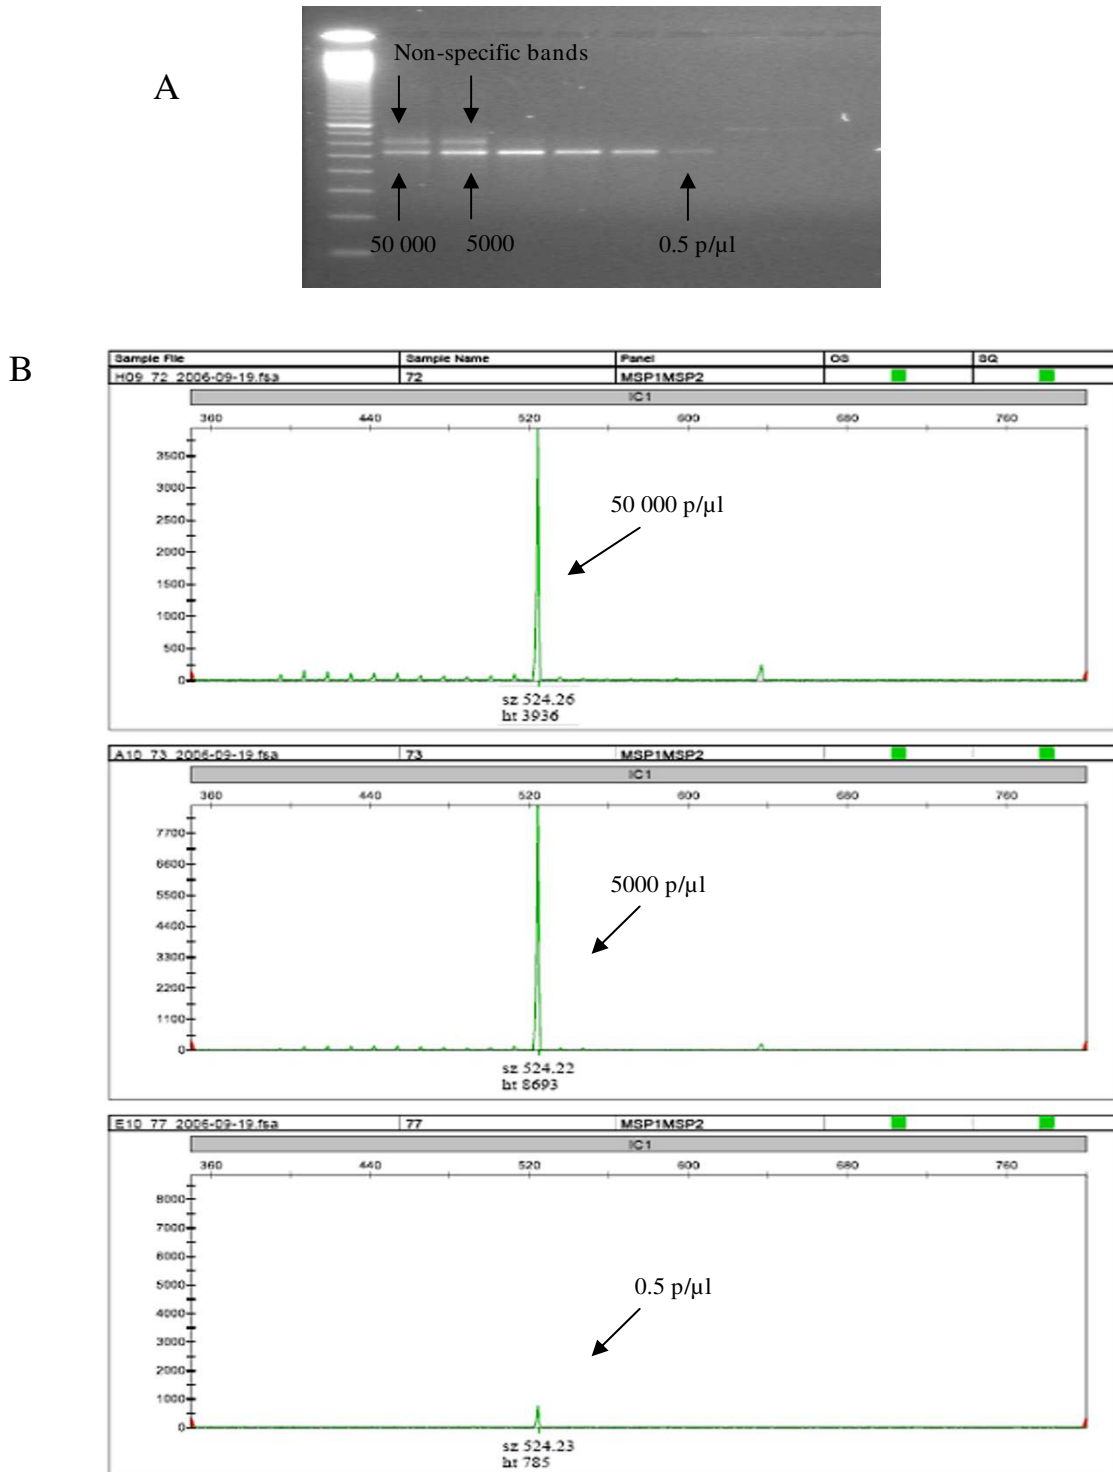 A
Non-specific bands
50 000 5000 0.5 p/µl
B
Sample File Sample Name Panel OS SQ
H09_72_2006-09-19.fsa 72 MSP1MSP2
IC1
360 440 520 600 680 760
3500
3000
50 000 p/µl
2500
2000
1500
1000
500
0
sz 524.26
ht 3936
A10_73_2006-09-19.fsa 73 MSP1MSP2
IC1
360 440 520 600 680 760
7700
6600
5000 p/µl
5500
4400
3300
2200
1100
0
sz 524.22
ht 8693
E10_77_2006-09-19.fsa 77 MSP1MSP2
IC1
360 440 520 600 680 760
8000
7000
6000
0.5 p/µl
5000
4000
3000
2000
1000
0
sz 524.23
ht 785